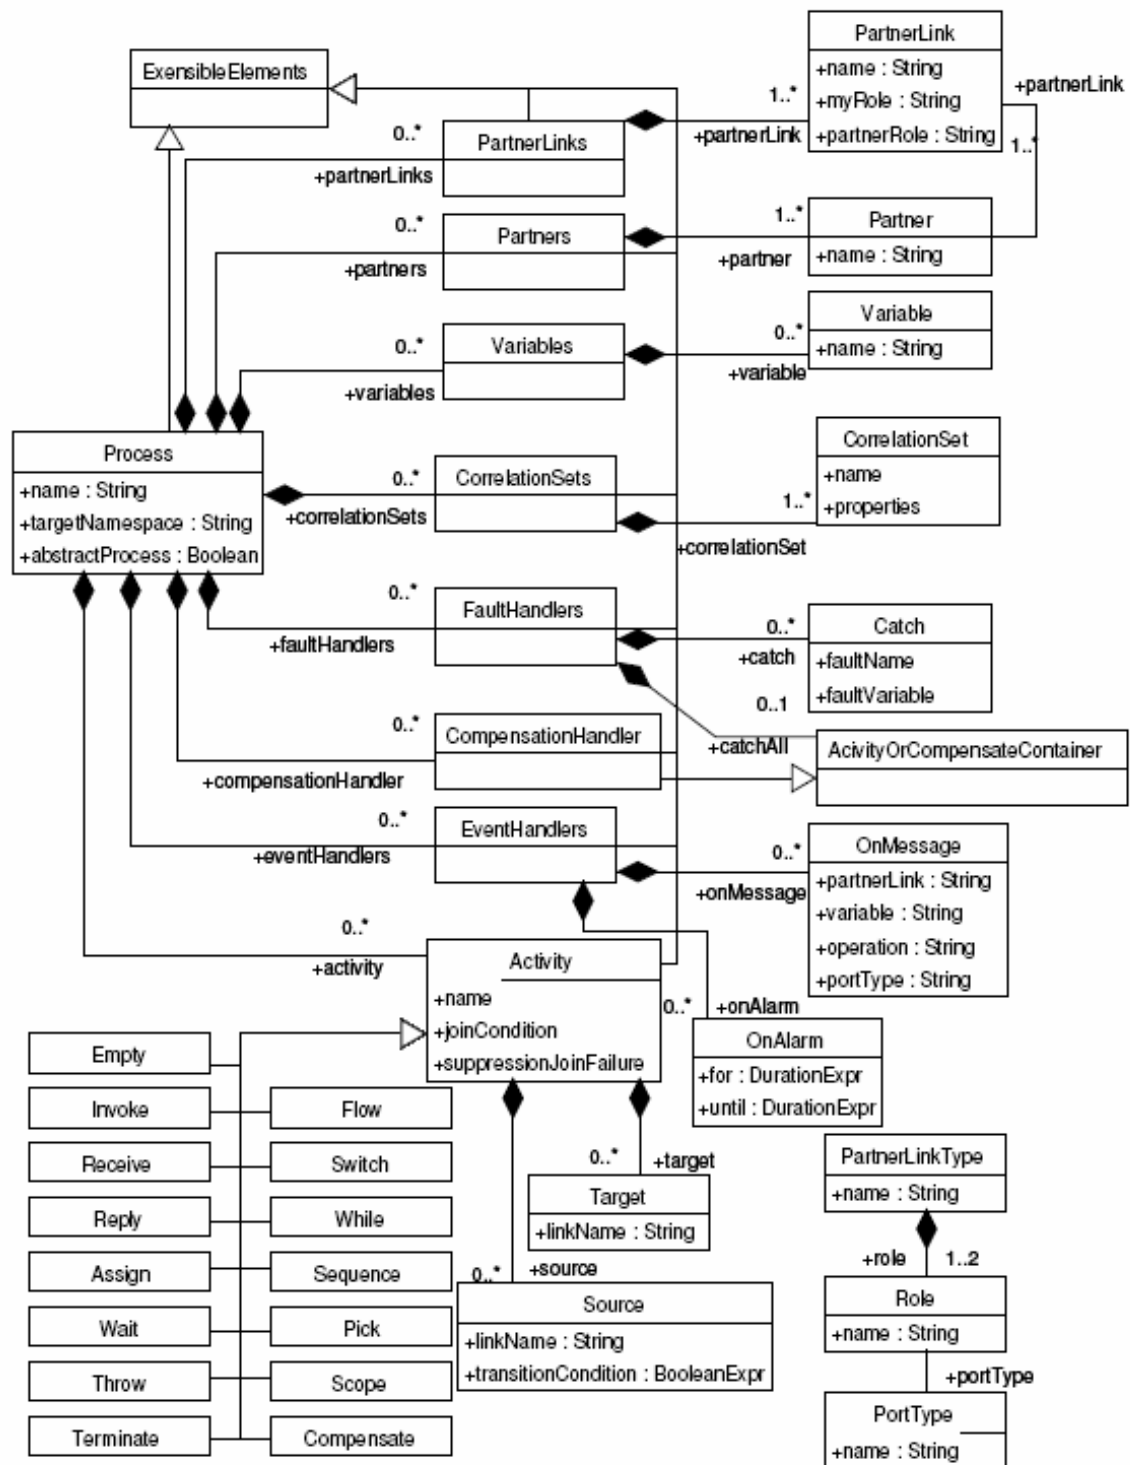 PartnerLink
+name : String
+myRole : String
+partnerRole : String
+partnerLink
1..*
ExensibleElements
1..*
+partnerLink
0..*
PartnerLinks
+partnerLinks
0..*
Partners
+partners
1..*
+partner
Partner
+name : String
0..*
Variables
+variables
0..*
+variable
Variable
+name : String
Process
+name : String
+targetNamespace : String
+abstractProcess : Boolean
0..*
CorrelationSets
+correlationSets
1..*
+correlationSet
CorrelationSet
+name
+properties
0..*
FaultHandlers
+faultHandlers
0..*
+catch
Catch
+faultName
+faultVariable
0..1
+catchAll
AcivityOrCompensateContainer
0..*
CompensationHandler
+compensationHandler
0..*
EventHandlers
+eventHandlers
0..*
+onMessage
OnMessage
+partnerLink : String
+variable : String
+operation : String
+portType : String
0..*
+activity
Activity
+name
+joinCondition
+suppressionJoinFailure
0..*
+onAlarm
OnAlarm
+for : DurationExpr
+until : DurationExpr
Empty
Invoke
Flow
Receive
Switch
Reply
While
Assign
Sequence
Wait
Pick
Throw
Scope
Terminate
Compensate
0..*
+target
Target
+linkName : String
0..*
+source
Source
+linkName : String
+transitionCondition : BooleanExpr
PartnerLinkType
+name : String
+role
1..2
Role
+name : String
+portType
PortType
+name : String